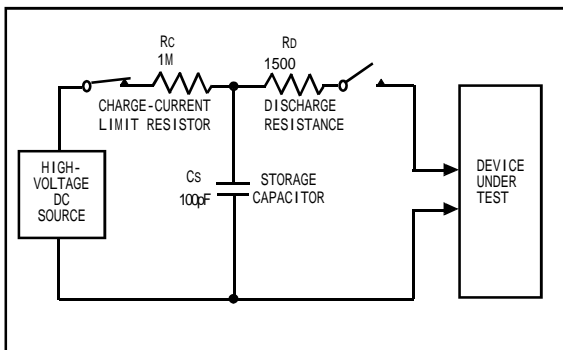 RC
1M
RD
1500
CHARGE-CURRENT
LIMIT RESISTOR
DISCHARGE
RESISTANCE
HIGH-
VOLTAGE
DC
SOURCE
Cs
100pF
STORAGE
CAPACITOR
DEVICE
UNDER
TEST